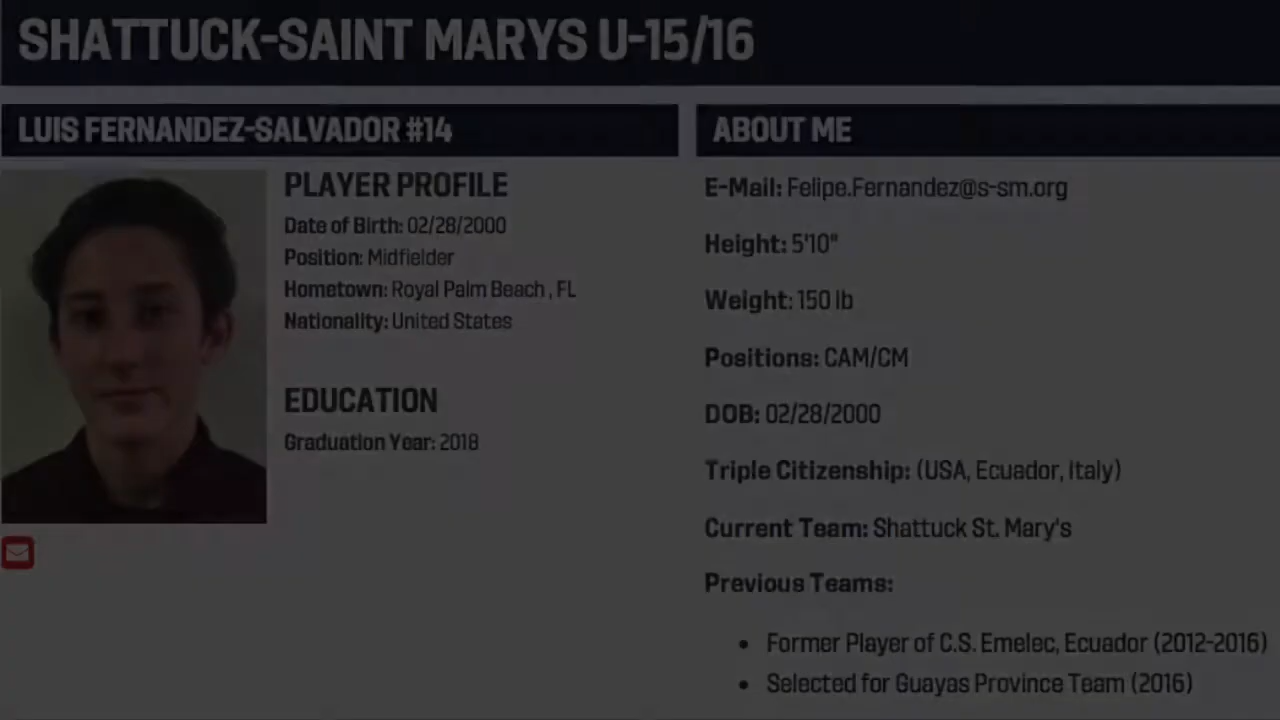 SHATTUCK-SAINT MARYS U-15/16
LUIS FERNANDEZ-SALVADOR #14
PLAYER PROFILE
Date of Birth: 02/28/2000
Position: Midfielder
Hometown: Royal Palm Beach , FL
Nationality: United States
EDUCATION
Graduation Year: 2018
ABOUT ME
E-Mail: Felipe.Fernandez@s-sm.org
Height: 5'10"
Weight: 150 lb
Positions: CAM/CM
DOB: 02/28/2000
Triple Citizenship: (USA, Ecuador, Italy)
Current Team: Shattuck St. Mary's
Previous Teams:
• Former Player of C.S. Emelec, Ecuador (2012-2016)
• Selected for Guayas Province Team (2016)